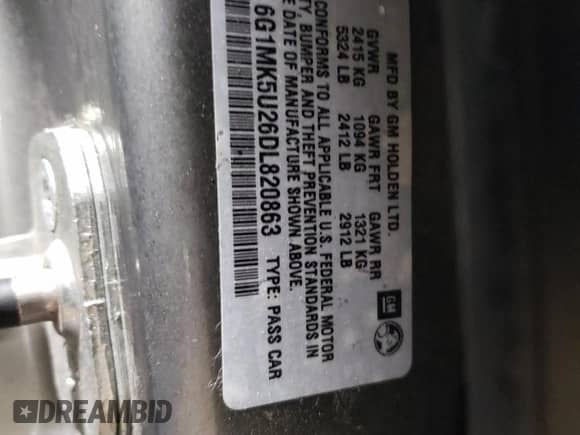 MFD BY GM HOLDEN LTD.
GVWR GAWR FRT GAWR RR
2415 KG 1094 KG 1321 KG
5324 LB 2412 LB 2912 LB
CONFORMS TO ALL APPLICABLE U.S. FEDERAL MOTOR
TY, BUMPER AND THEFT PREVENTION STANDARDS IN
E DATE OF MANUFACTURE SHOWN ABOVE.
6G1MK5U26DL820863 TYPE: PASS CAR
GM
DREAMBID